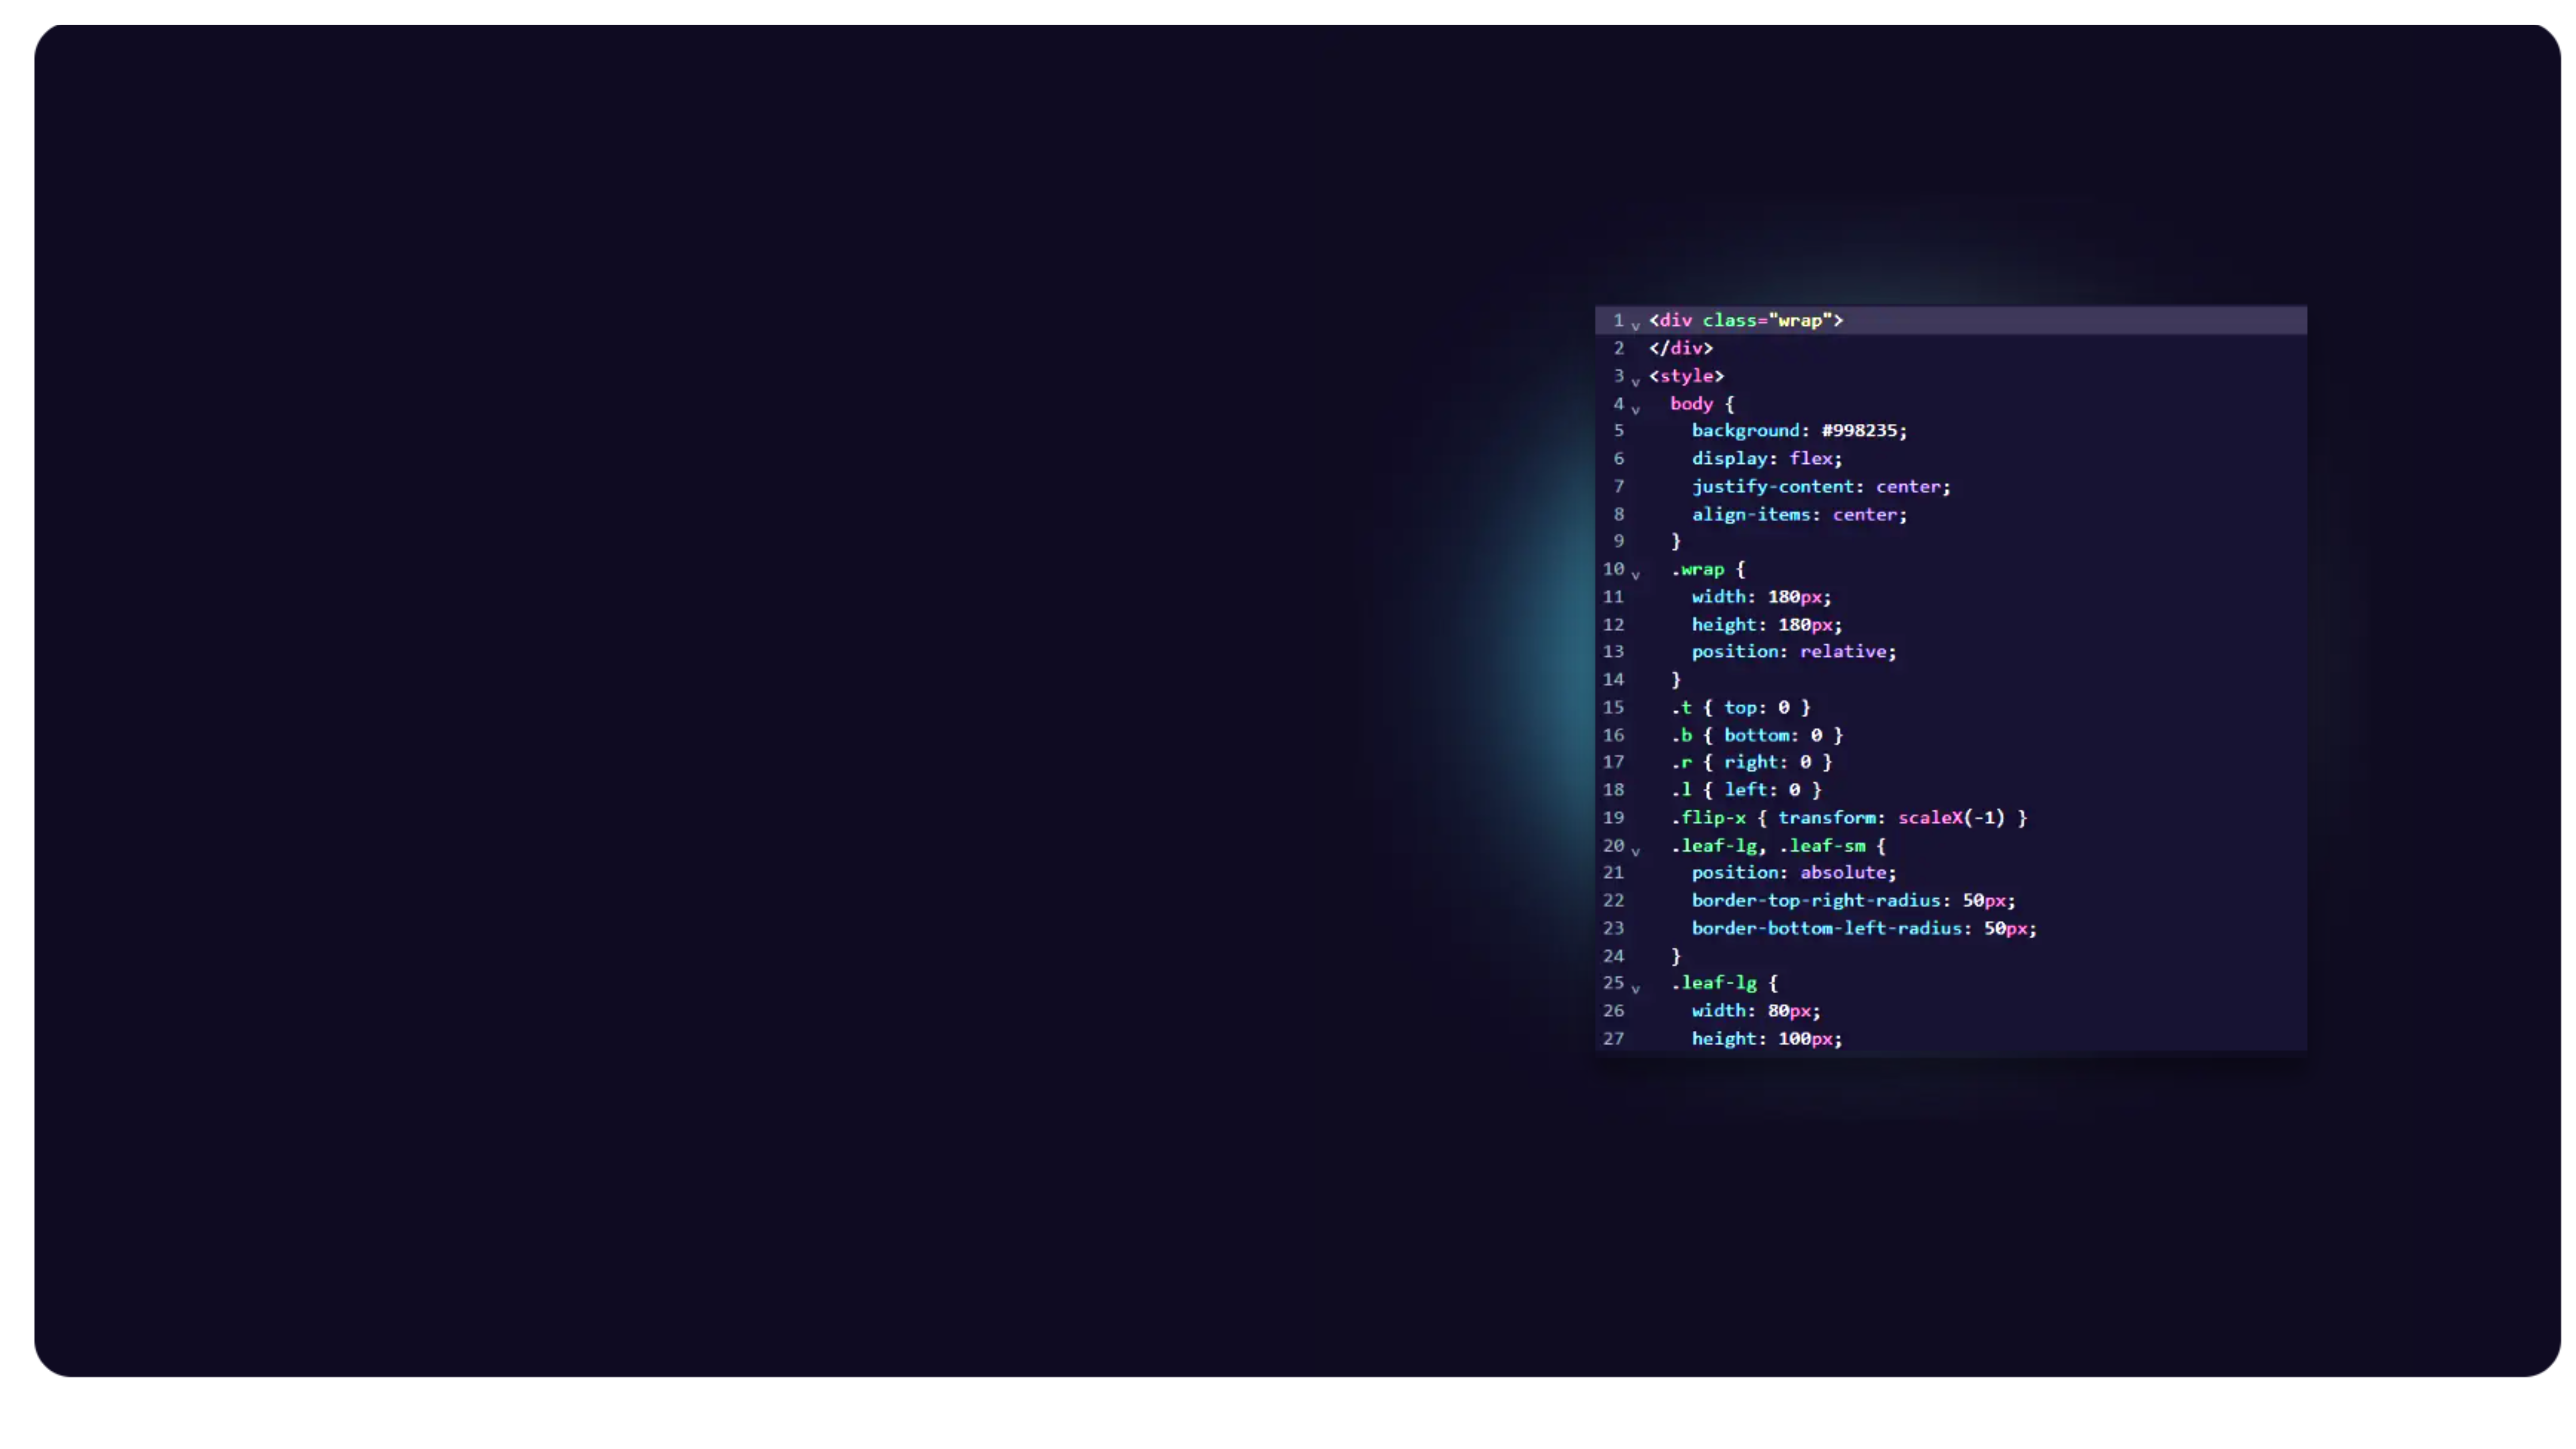 1 v <div class="wrap">
2 </div>
3 v <style>
4 v body {
5 background: #998235;
6 display: flex;
7 justify-content: center;
8 align-items: center;
9 }
10 v .wrap {
11 width: 180px;
12 height: 180px;
13 position: relative;
14 }
15 .t { top: 0 }
16 .b { bottom: 0 }
17 .r { right: 0 }
18 .l { left: 0 }
19 .flip-x { transform: scaleX(-1) }
20 v .leaf-lg, .leaf-sm {
21 position: absolute;
22 border-top-right-radius: 50px;
23 border-bottom-left-radius: 50px;
24 }
25 v .leaf-lg {
26 width: 80px;
27 height: 100px;